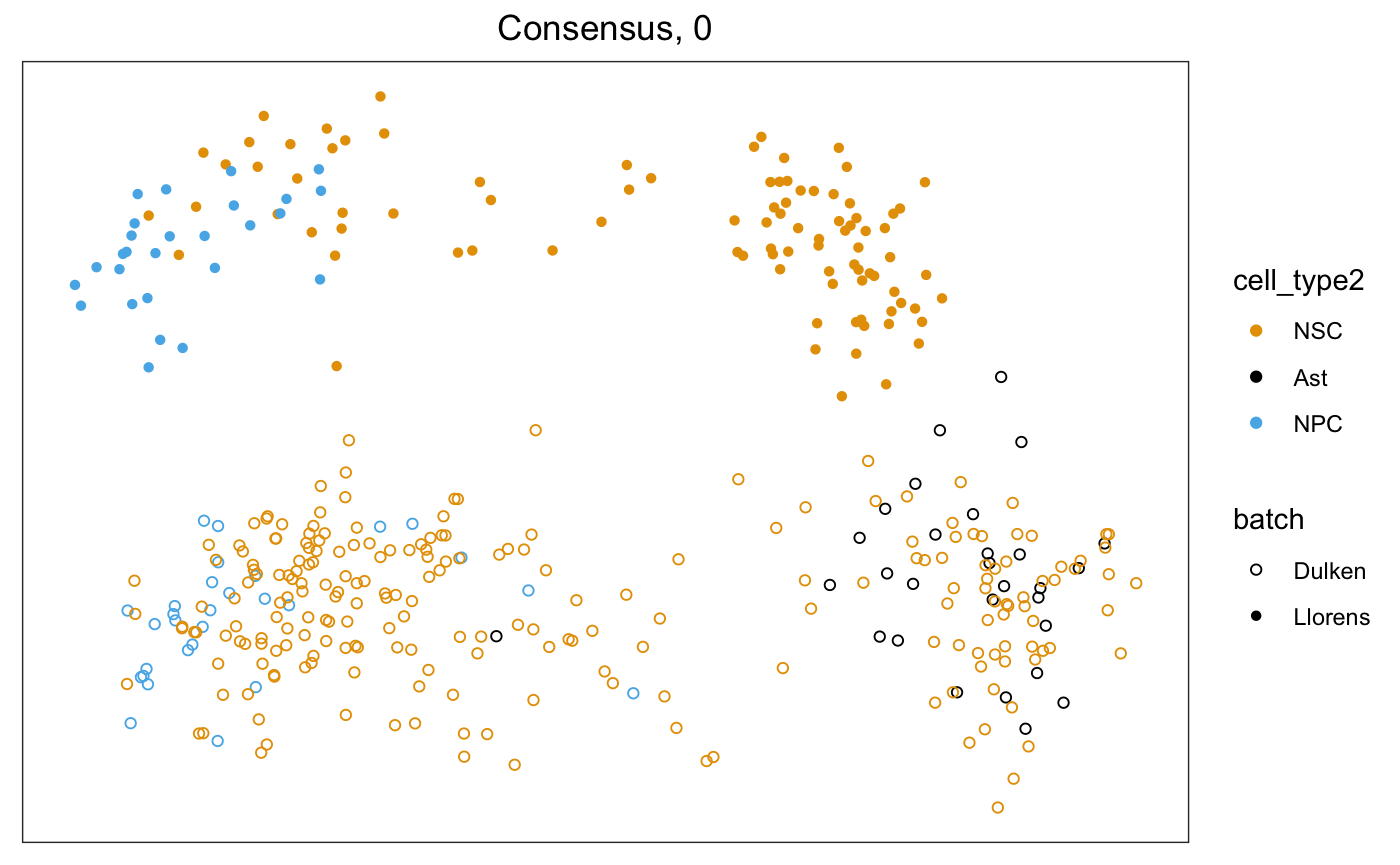 Consensus, 0
cell_type2
NSC
Ast
NPC
batch
Dulken
Llorens